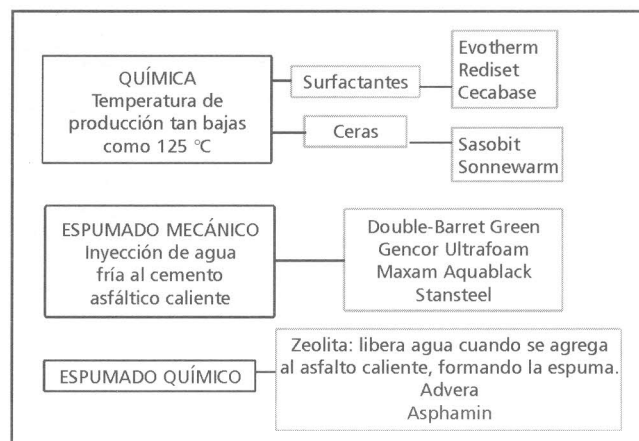 QUÍMICA
Temperatura de
producción tan bajas
como 125 °C
Surfactantes
Evotherm
Rediset
Cecabase
Ceras
Sasobit
Sonnewarm
ESPUMADO MECÁNICO
Inyección de agua
fría al cemento
asfáltico caliente
Double-Barret Green
Gencor Ultrafoam
Maxam Aquablack
Stansteel
ESPUMADO QUÍMICO
Zeolita: libera agua cuando se agrega
al asfalto caliente, formando la espuma.
Advera
Asphamin